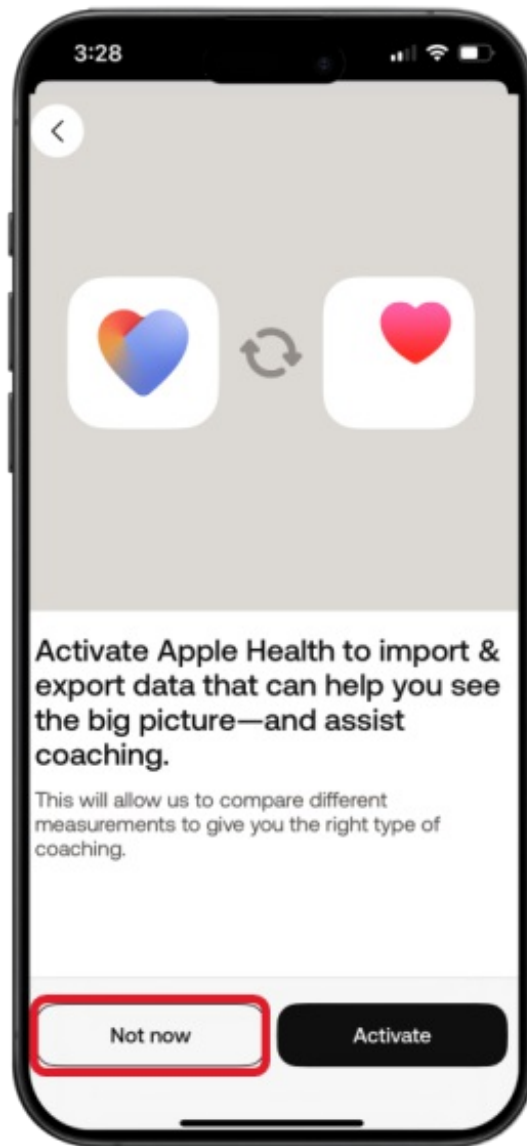 3:28
Activate Apple Health to import &
export data that can help you see
the big picture—and assist
coaching.
This will allow us to compare different
measurements to give you the right type of
coaching.
Not now
Activate